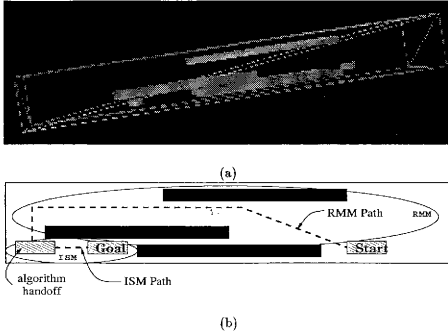 (a)
RMM Path
RMM
Goal
Start
ISM
algorithm
handoff
ISM Path
(b)